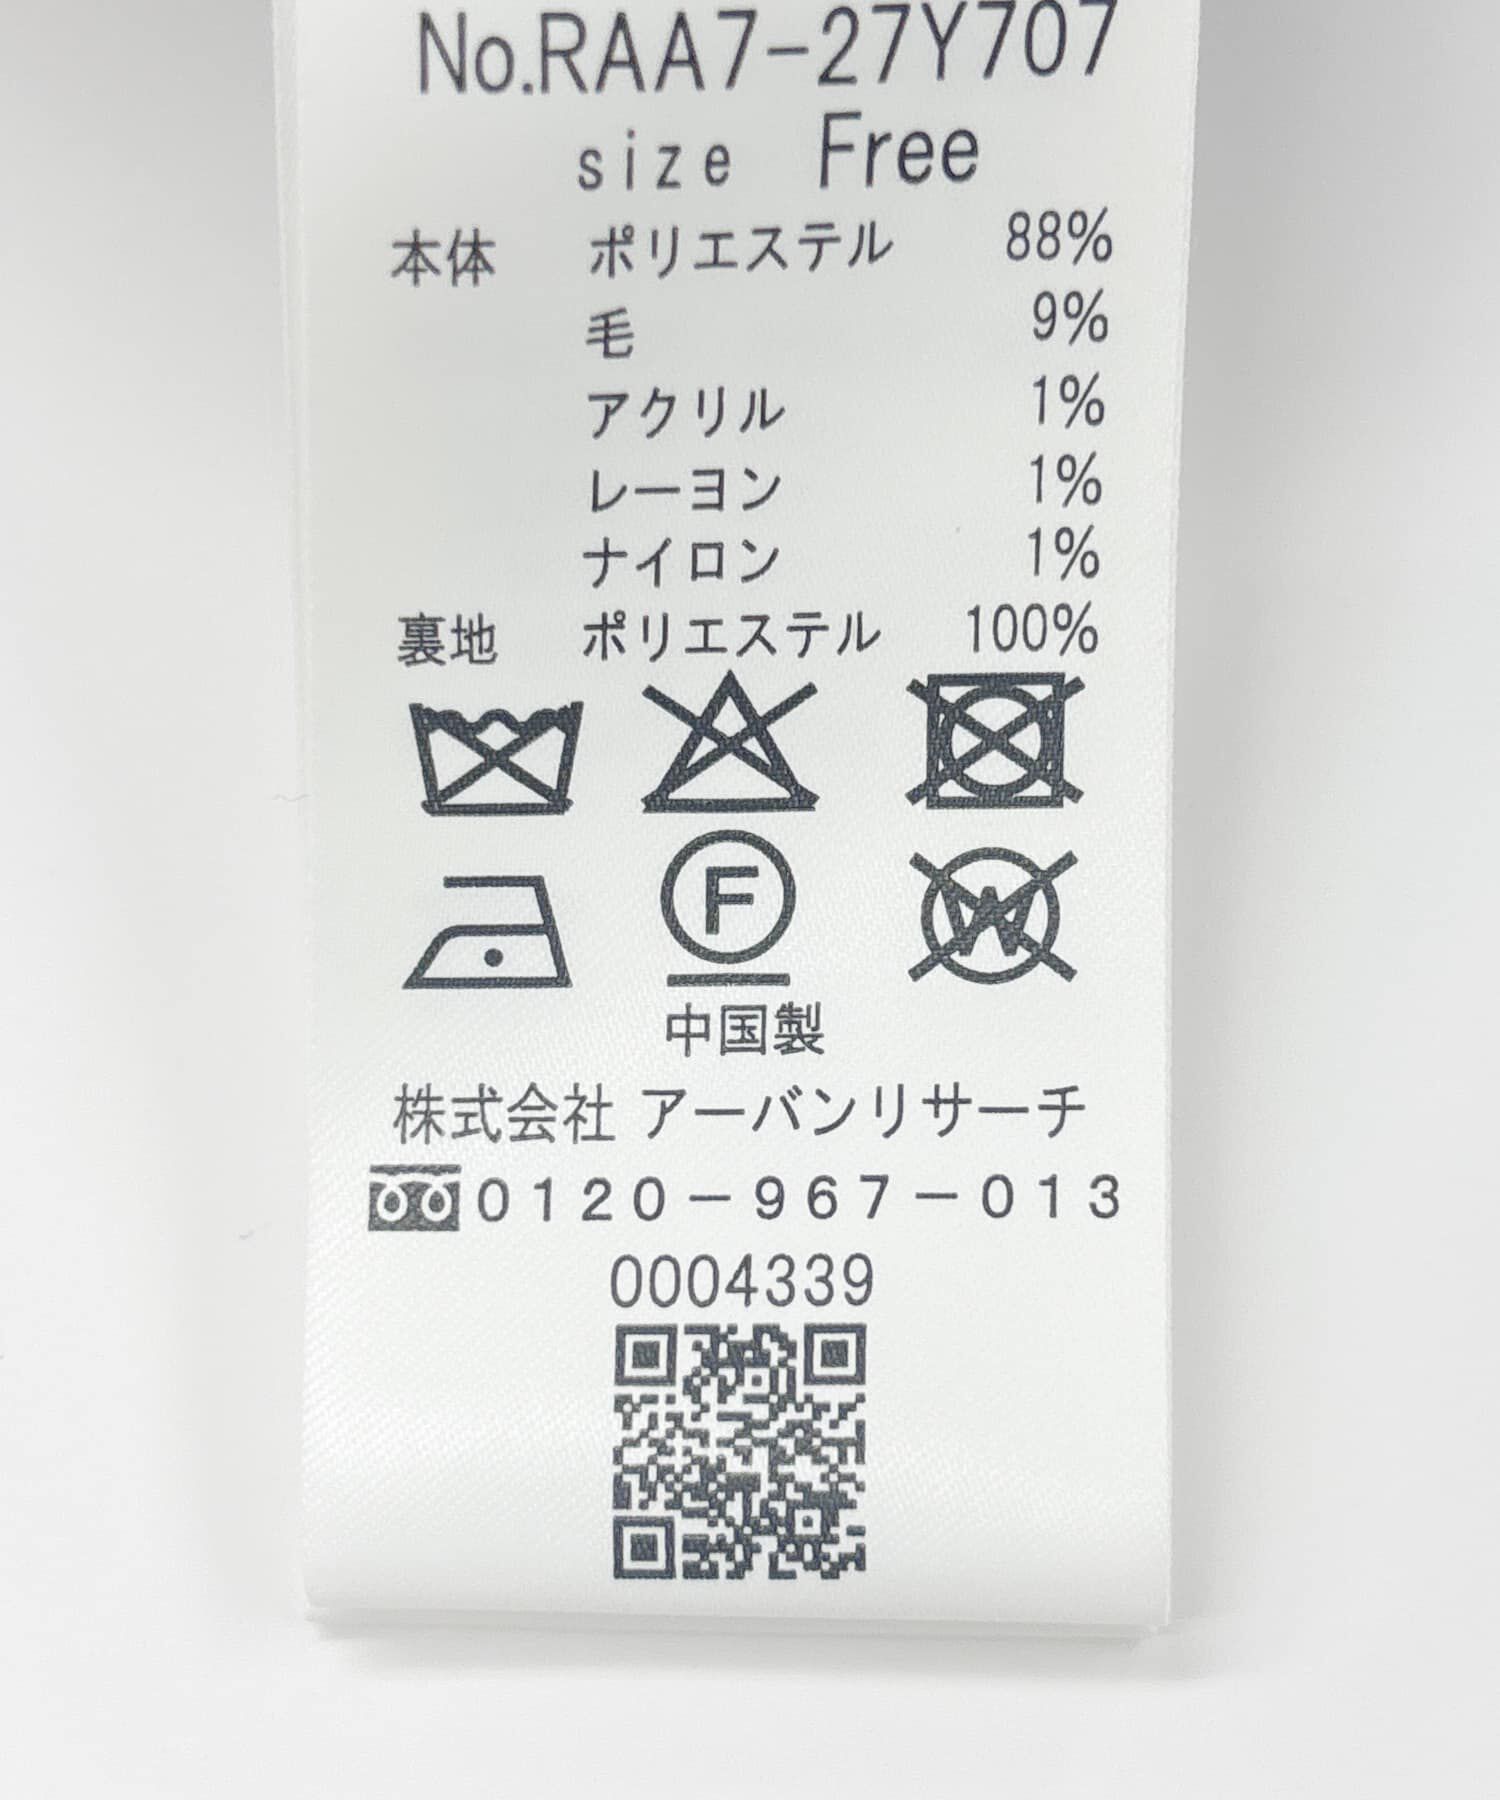 No.RAA7-27Y707
size Free
本体 ポリエステル 88%
毛 9%
アクリル 1%
レーヨン 1%
ナイロン 1%
裏地 ポリエステル 100%
F
W
中国製
株式会社 アーバンリサーチ
0120-967-013
0004339